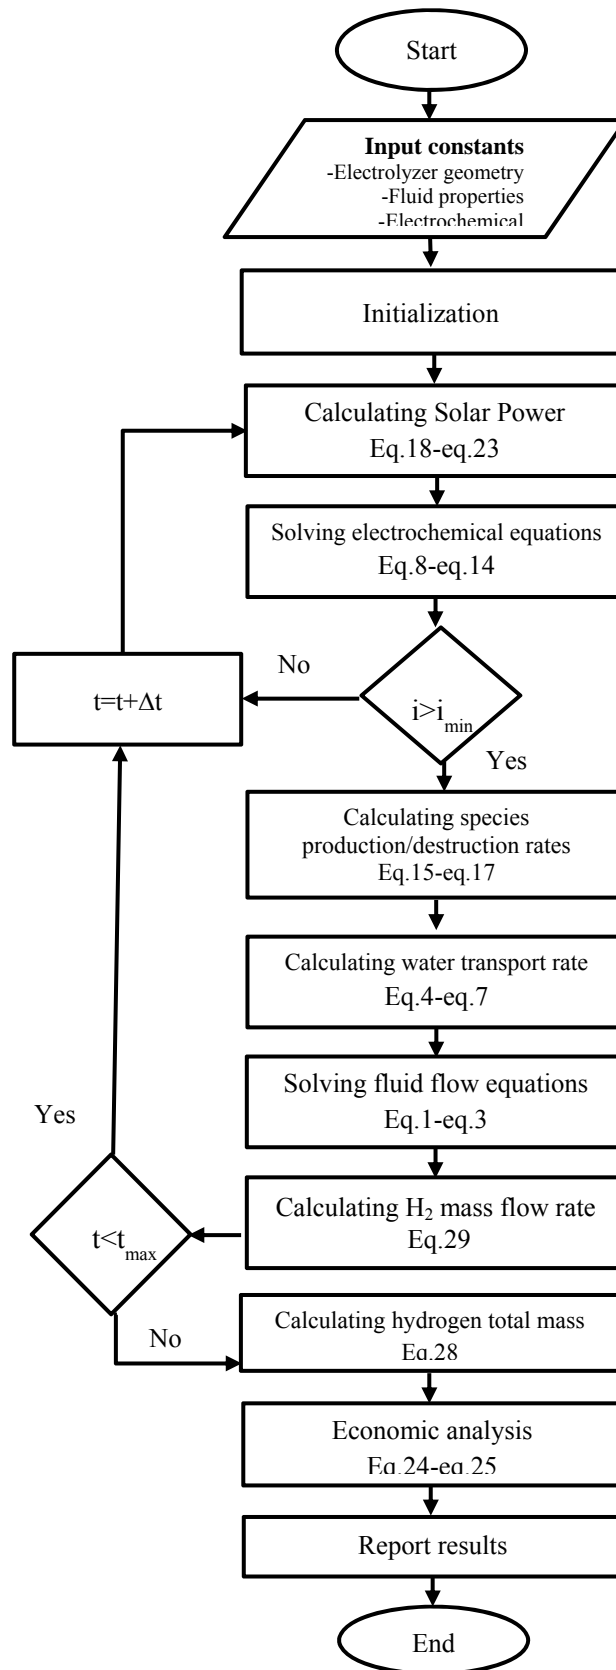 Start
Input constants
-Electrolyzer geometry
-Fluid properties
-Electrochemical
Initialization
Calculating Solar Power
Eq.18-eq.23
Solving electrochemical equations
Eq.8-eq.14
No
t=t+Δt
i>i_min
Yes
Calculating species
production/destruction rates
Eq.15-eq.17
Calculating water transport rate
Eq.4-eq.7
Solving fluid flow equations
Eq.1-eq.3
Yes
Calculating H₂ mass flow rate
Eq.29
t<t_max
No
Calculating hydrogen total mass
Eq.28
Economic analysis
Eq.24-eq.25
Report results
End